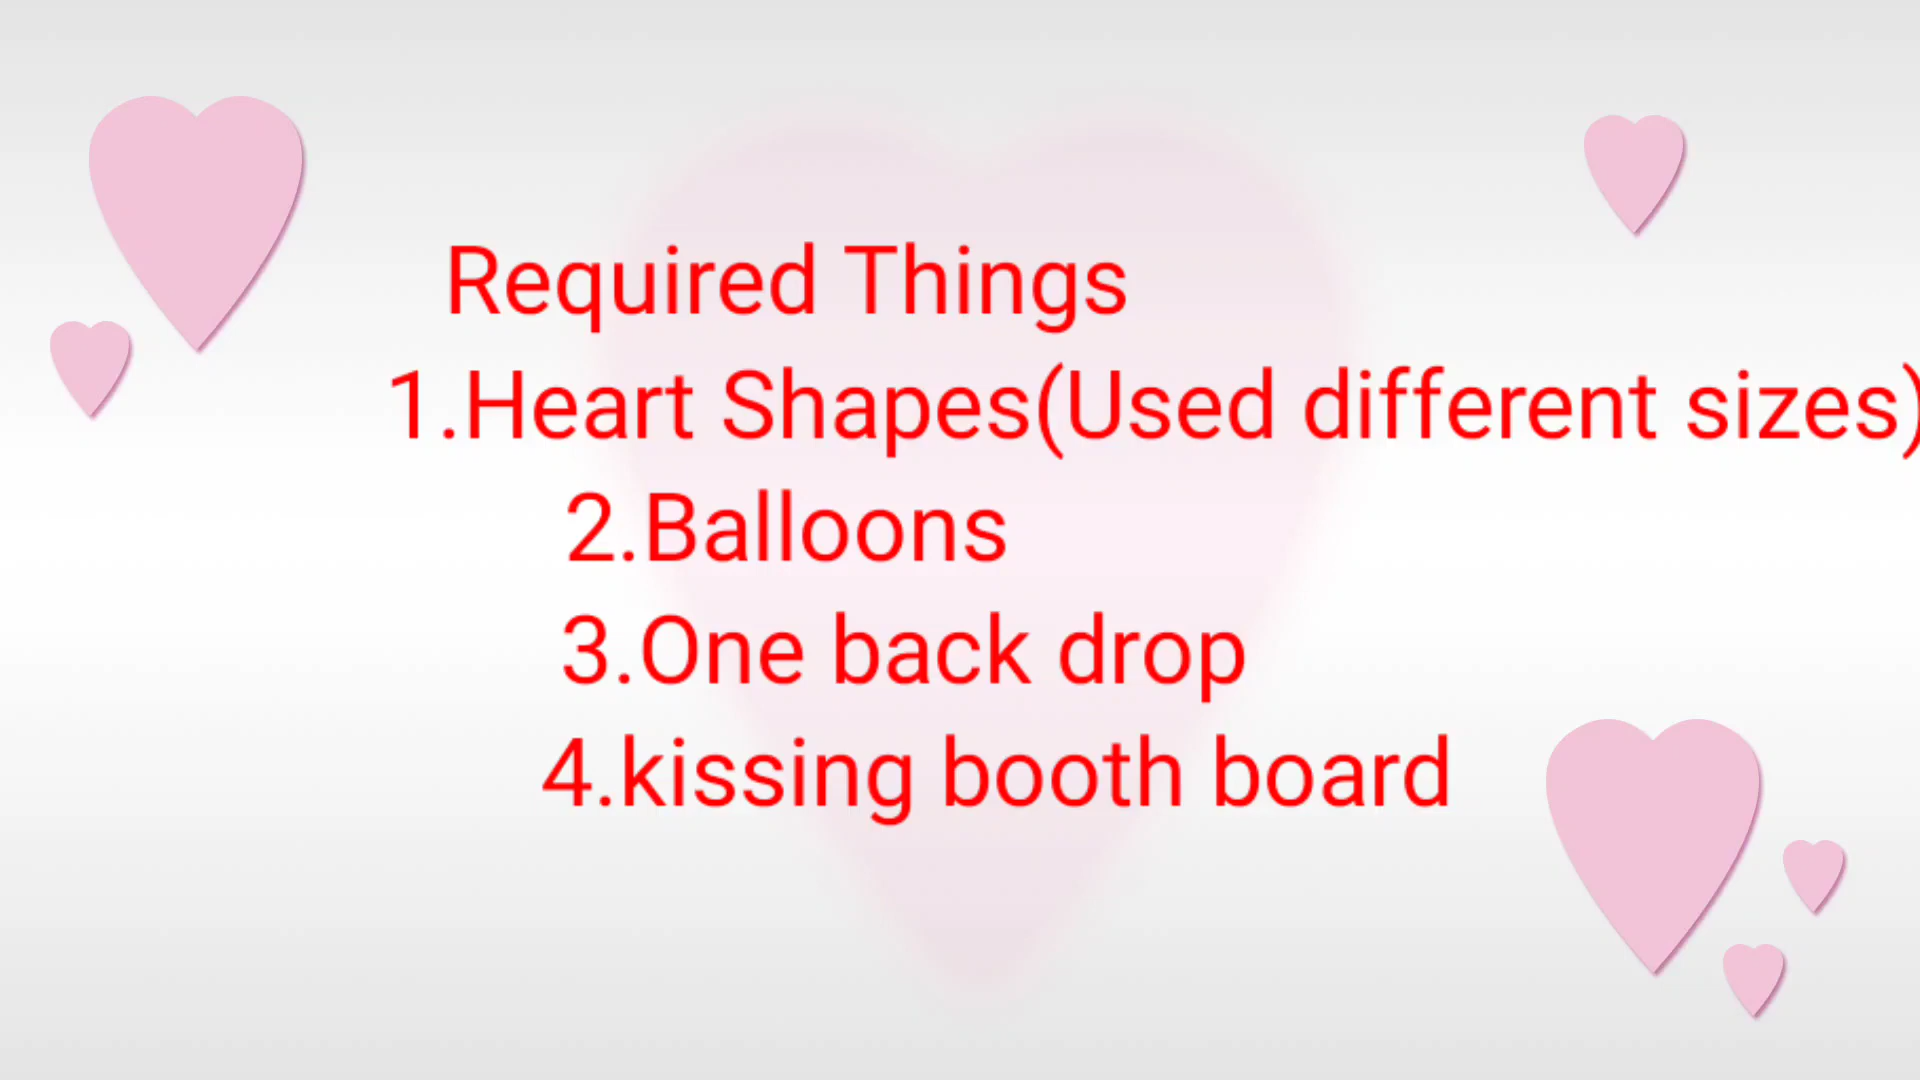 Required Things
1.Heart Shapes(Used different sizes)
2.Balloons
3.One back drop
4.kissing booth board